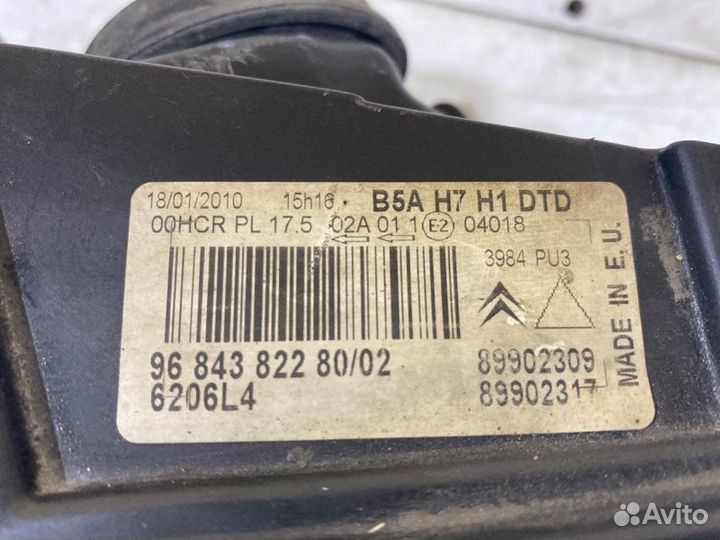 18/01/2010 15h16 B5A H7 H1 DTD
00HCR PL 17.5 02A 01 1 E2 04018
3984 PU3
96 843 822 80/02 89902309
6206L4 89902317
MADE IN E.U.
Avito